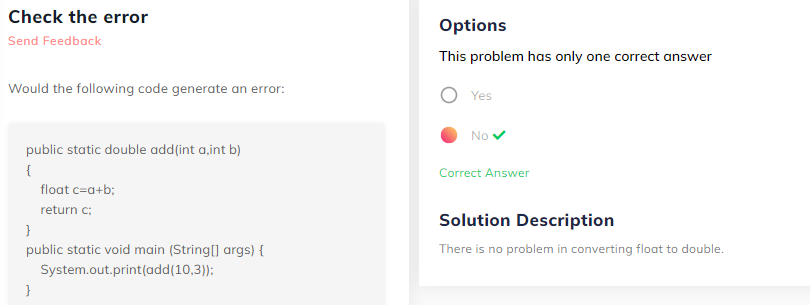 Check the error
Send Feedback
Would the following code generate an error:
public static double add(int a,int b)
{
float c=a+b;
return c;
}
public static void main (String[] args) {
System.out.print(add(10,3));
}
Options
This problem has only one correct answer
Yes
No
Correct Answer
Solution Description
There is no problem in converting float to double.